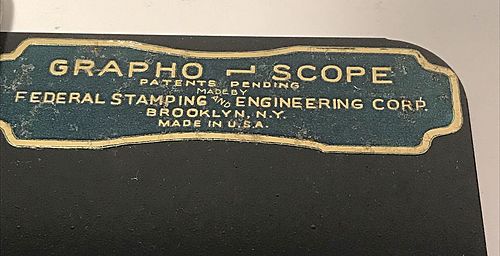 GRAPHO - SCOPE
PATENTS PENDING
MADE BY
FEDERAL STAMPING AND ENGINEERING CORP.
BROOKLYN, N.Y.
MADE IN U.S.A.